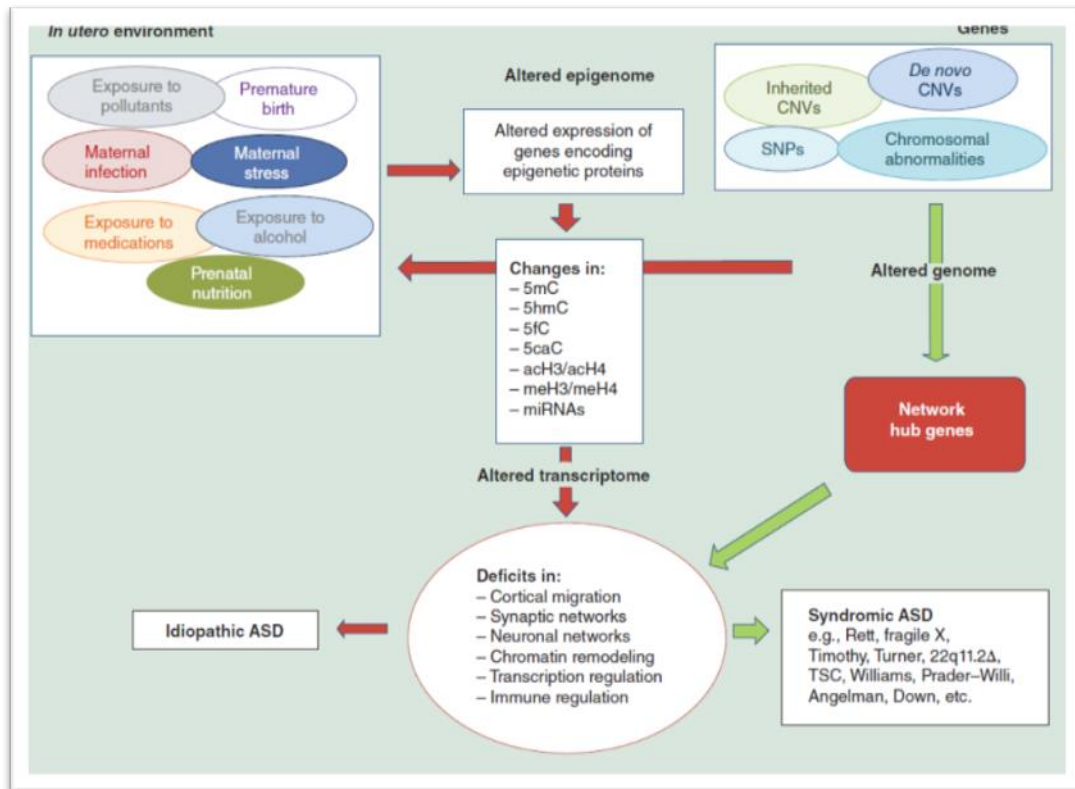 In utero environment
Exposure to
pollutants
Premature
birth
Maternal
infection
Maternal
stress
Exposure to
medications
Exposure to
alcohol
Prenatal
nutrition
Altered epigenome
Altered expression of
genes encoding
epigenetic proteins
Genes
Inherited
CNVs
De novo
CNVs
SNPs
Chromosomal
abnormalities
Changes in:
– 5mC
– 5hmC
– 5fC
– 5caC
– acH3/acH4
– meH3/meH4
– miRNAs
Altered genome
Network
hub genes
Altered transcriptome
Deficits in:
– Cortical migration
– Synaptic networks
– Neuronal networks
– Chromatin remodeling
– Transcription regulation
– Immune regulation
Idiopathic ASD
Syndromic ASD
e.g., Rett, fragile X,
Timothy, Turner, 22q11.2Δ,
TSC, Williams, Prader–Willi,
Angelman, Down, etc.